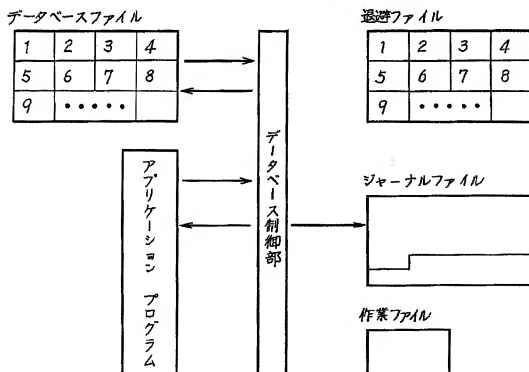 データベースファイル
1 2 3 4
5 6 7 8
9 •••••
退避ファイル
1 2 3 4
5 6 7 8
9 •••••
データベース制御部
アプリケーション プログラム
ジャーナルファイル
作業ファイル